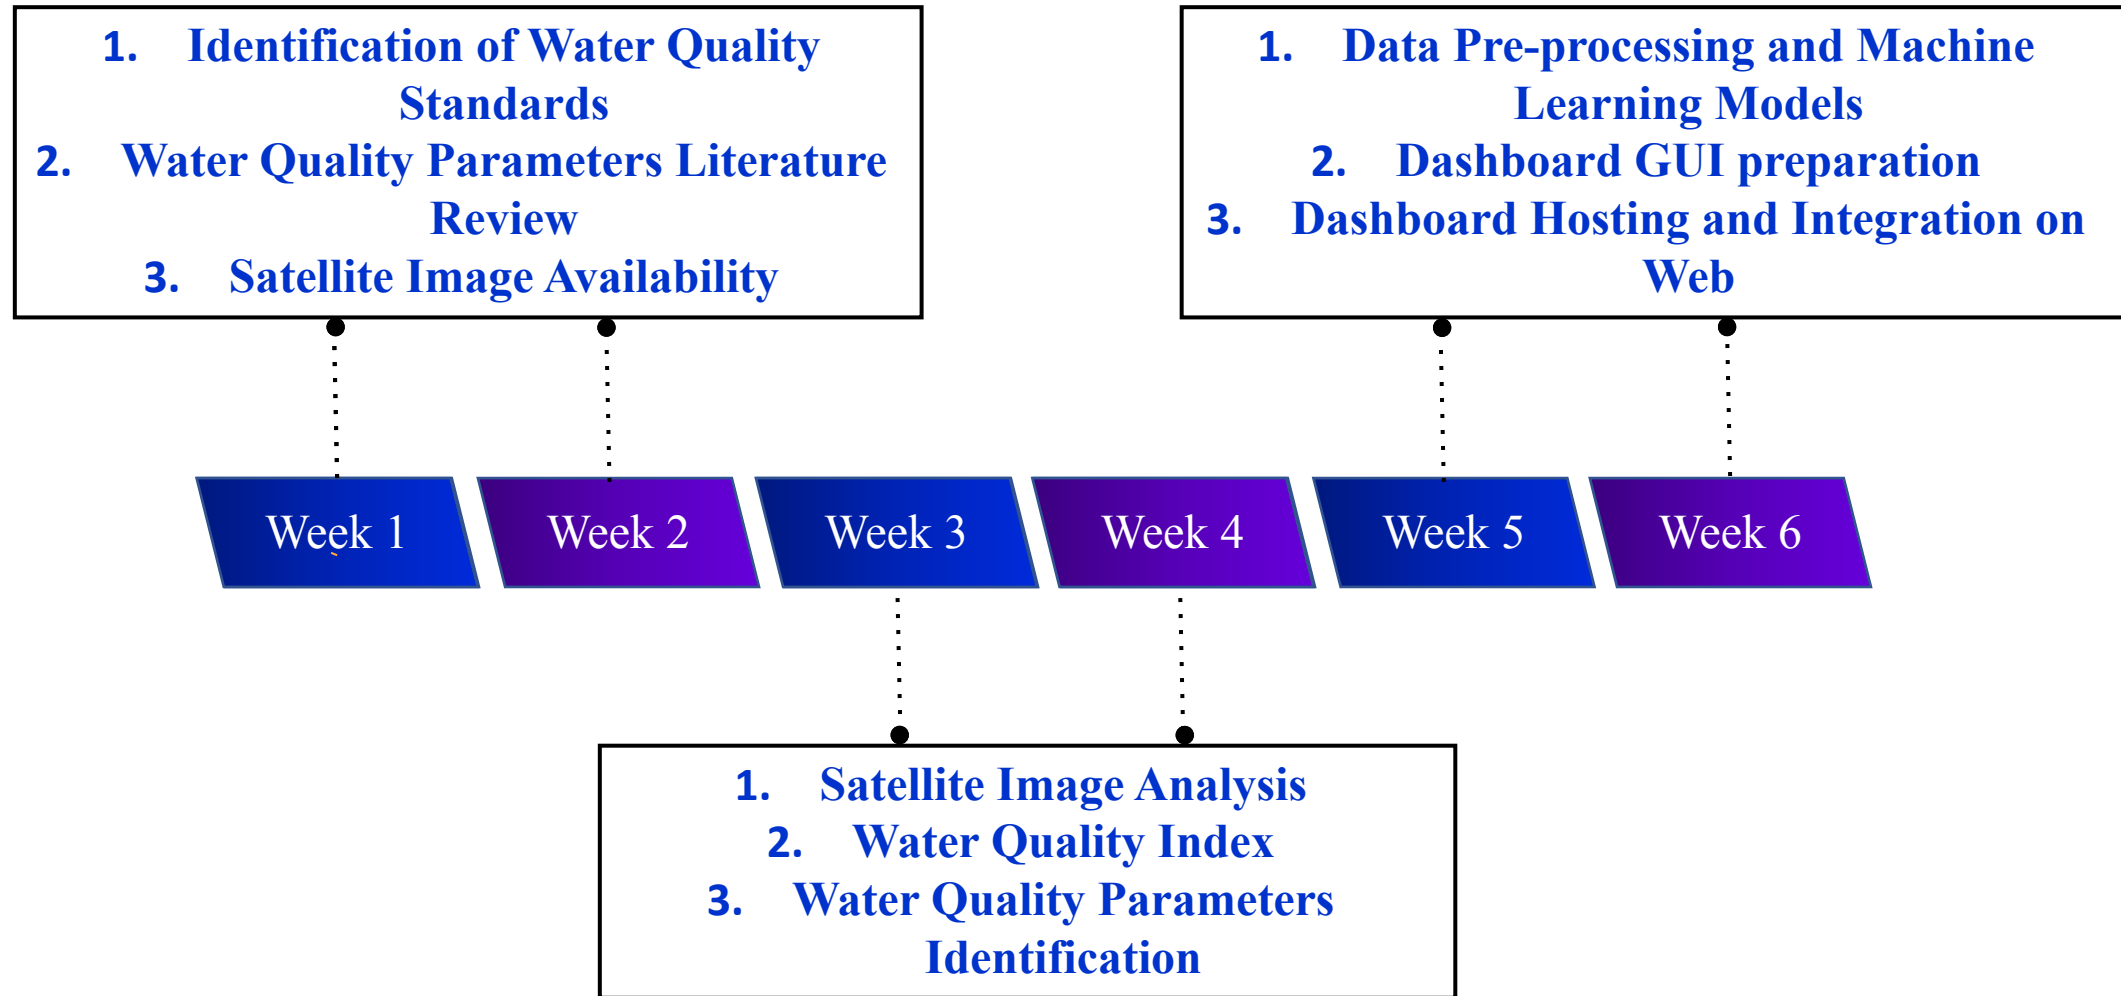 1. Identification of Water Quality
Standards
2. Water Quality Parameters Literature
Review
3. Satellite Image Availability
1. Data Pre-processing and Machine
Learning Models
2. Dashboard GUI preparation
3. Dashboard Hosting and Integration on
Web
Week 1
Week 2
Week 3
Week 4
Week 5
Week 6
1. Satellite Image Analysis
2. Water Quality Index
3. Water Quality Parameters
Identification